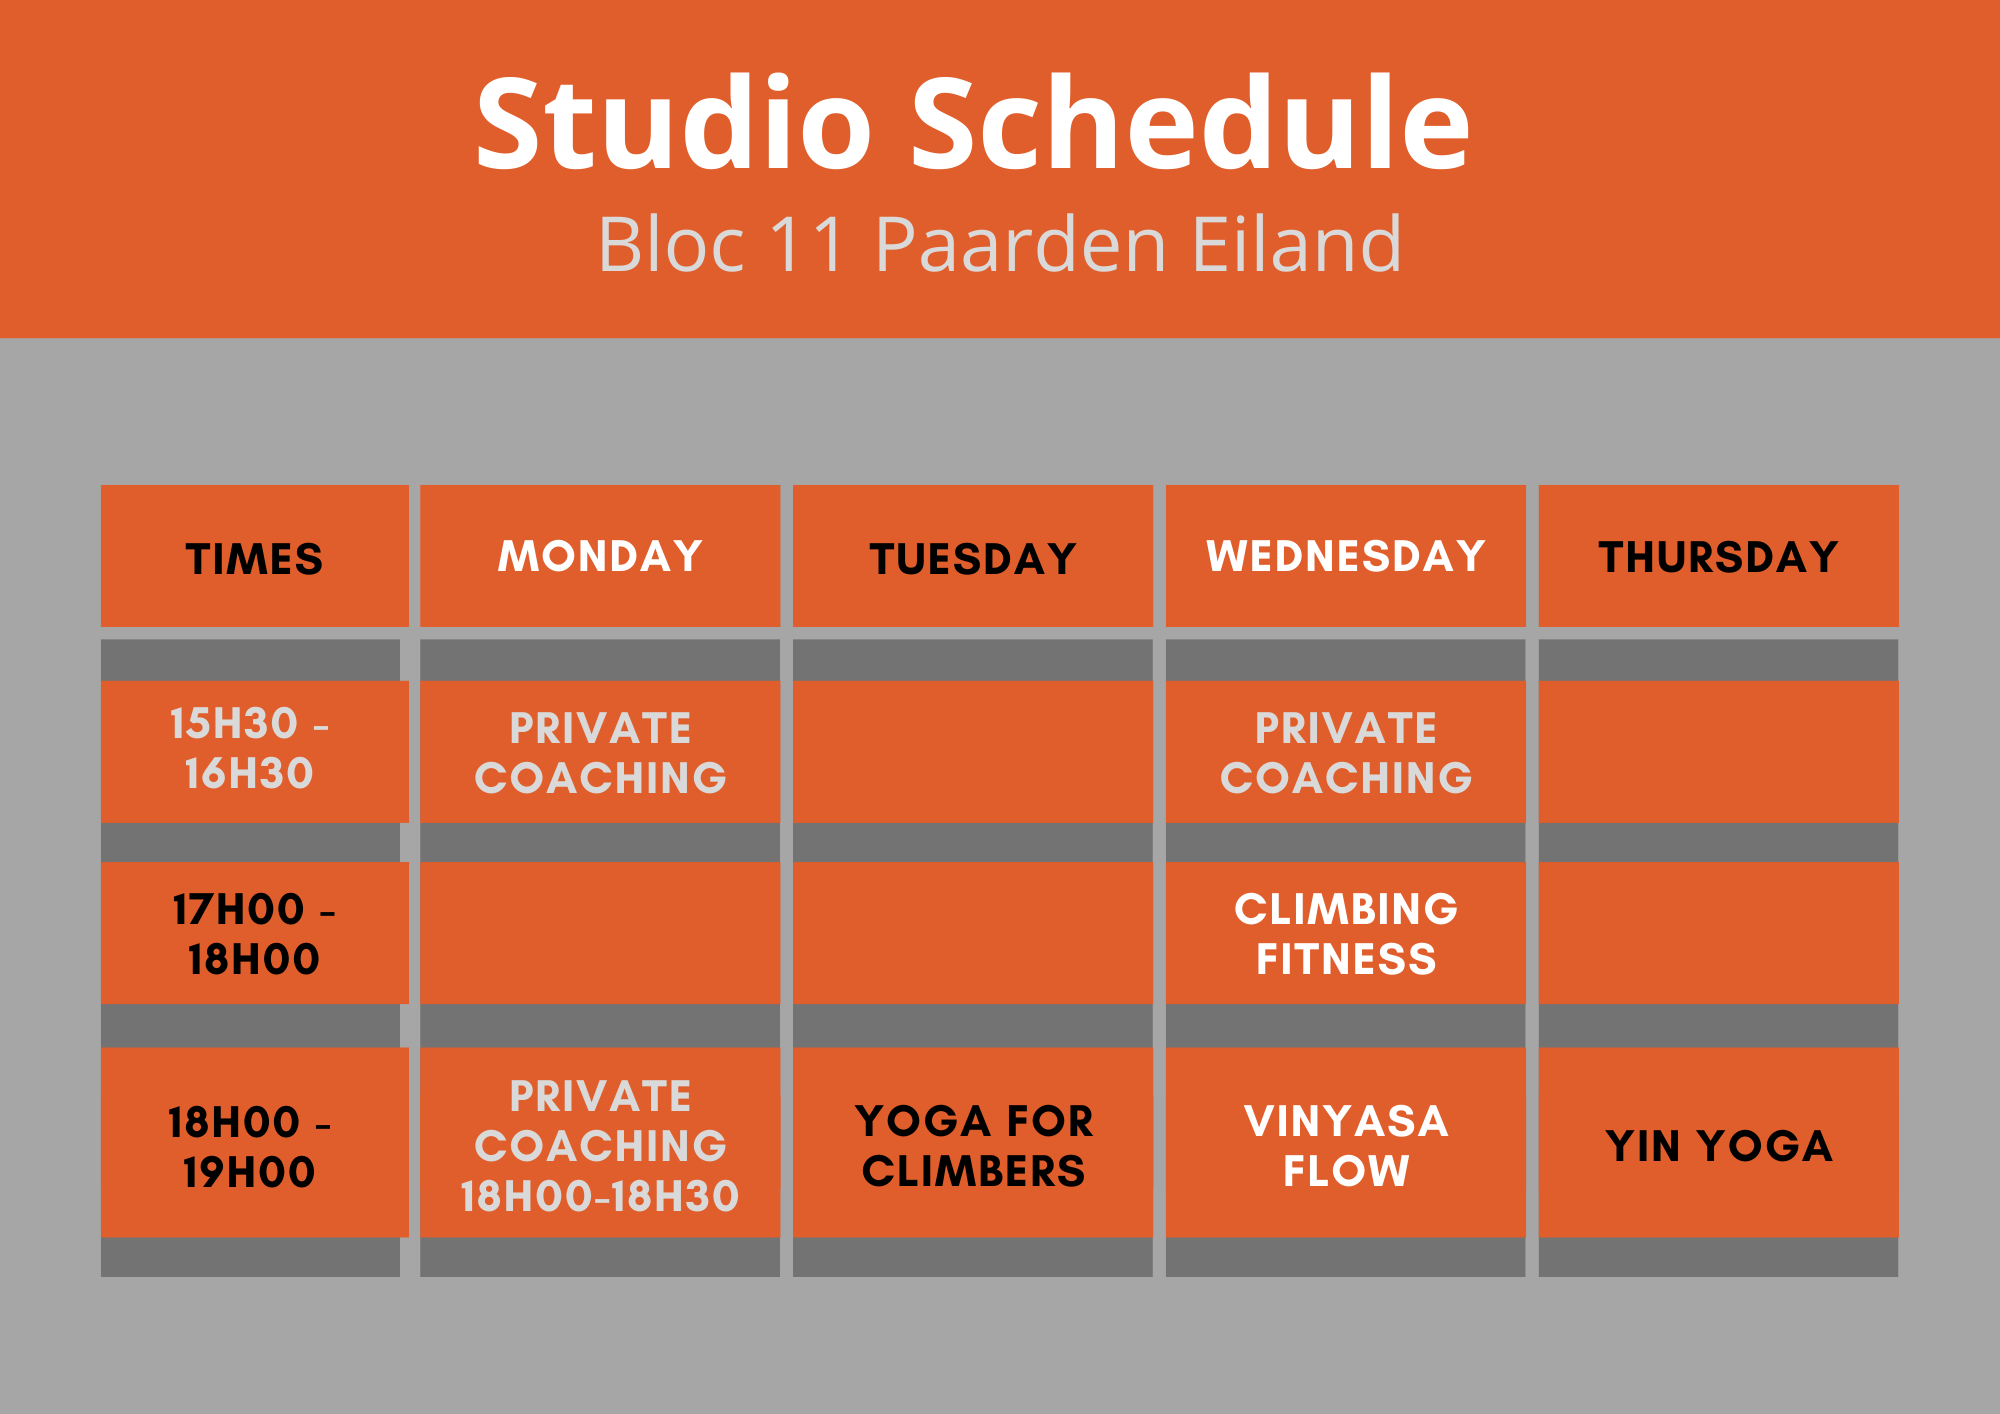 Studio Schedule
Bloc 11 Paarden Eiland
TIMES
MONDAY
TUESDAY
WEDNESDAY
THURSDAY
15H30 -
16H30
PRIVATE
COACHING
PRIVATE
COACHING
17H00 -
18H00
CLIMBING
FITNESS
18H00 -
19H00
PRIVATE
COACHING
18H00-18H30
YOGA FOR
CLIMBERS
VINYASA
FLOW
YIN YOGA